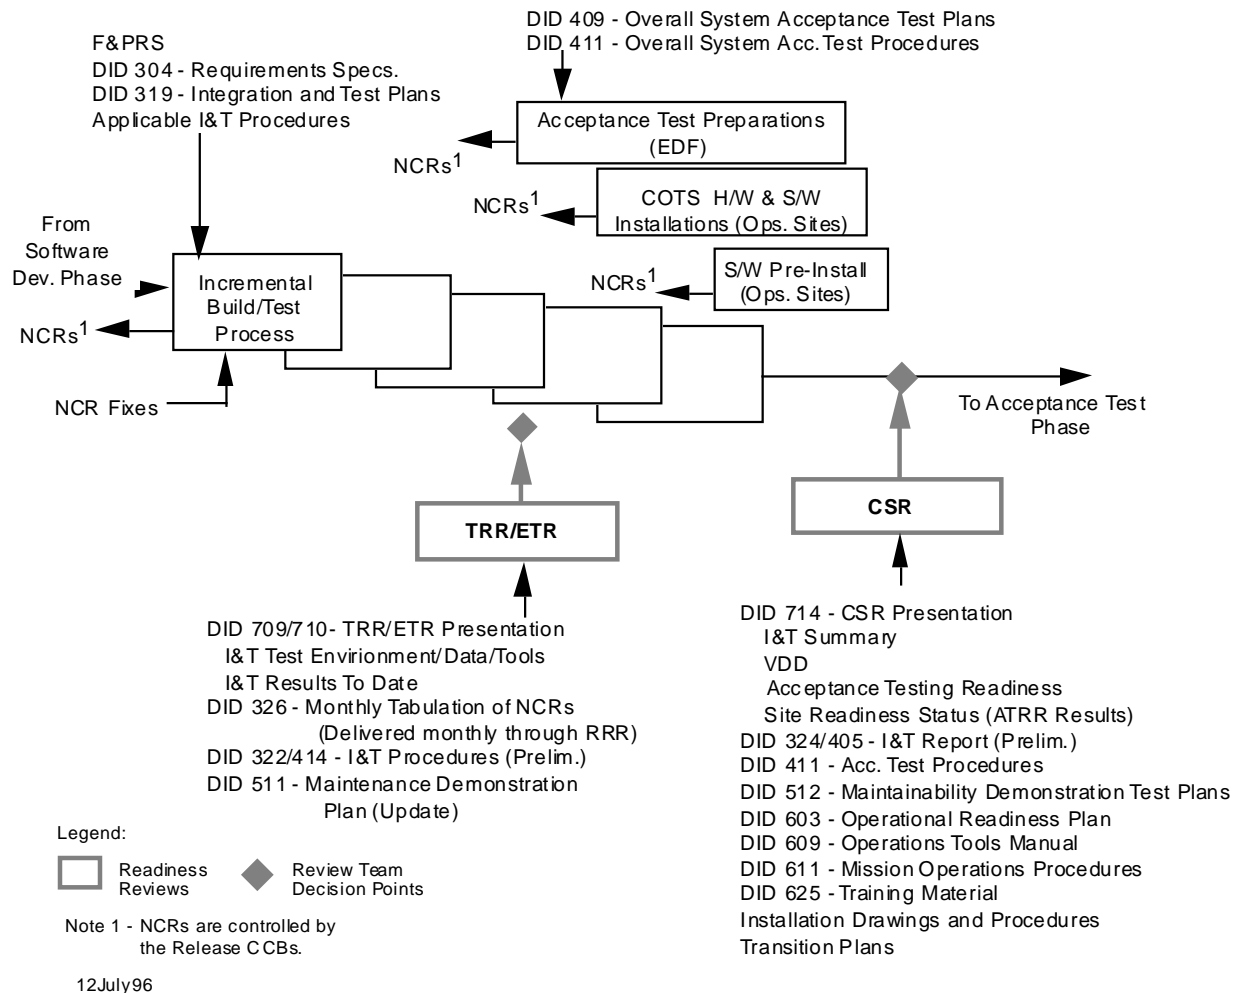 DID 409 - Overall System Acceptance Test Plans
DID 411 - Overall System Acc. Test Procedures
F&PRS
DID 304 - Requirements Specs.
DID 319 - Integration and Test Plans
Applicable I&T Procedures
Acceptance Test Preparations
(EDF)
NCRs1
COTS H/W & S/W
Installations (Ops. Sites)
NCRs1
From
Software
Dev. Phase
S/W Pre-Install
(Ops. Sites)
NCRs1
Incremental
Build/Test
Process
NCRs1
NCR Fixes
To Acceptance Test
Phase
TRR/ETR
CSR
DID 709/710- TRR/ETR Presentation
I&T Test Envirionment/Data/Tools
I&T Results To Date
DID 326 - Monthly Tabulation of NCRs
(Delivered monthly through RRR)
DID 322/414 - I&T Procedures (Prelim.)
DID 511 - Maintenance Demonstration
Plan (Update)
DID 714 - CSR Presentation
I&T Summary
VDD
Acceptance Testing Readiness
Site Readiness Status (ATRR Results)
DID 324/405 - I&T Report (Prelim.)
DID 411 - Acc. Test Procedures
DID 512 - Maintainability Demonstration Test Plans
DID 603 - Operational Readiness Plan
DID 609 - Operations Tools Manual
DID 611 - Mission Operations Procedures
DID 625 - Training Material
Installation Drawings and Procedures
Transition Plans
Legend:
Readiness
Reviews
Review Team
Decision Points
Note 1 - NCRs are controlled by
the Release CCBs.
12July96